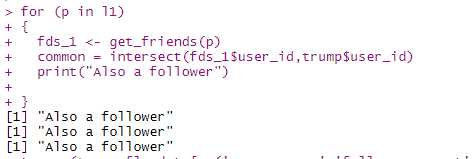 > for (p in l1)
+ {
+   fds_1 <- get_friends(p)
+   common = intersect(fds_1$user_id,trump$user_id)
+   print("Also a follower")
+
+ }
[1] "Also a follower"
[1] "Also a follower"
[1] "Also a follower"